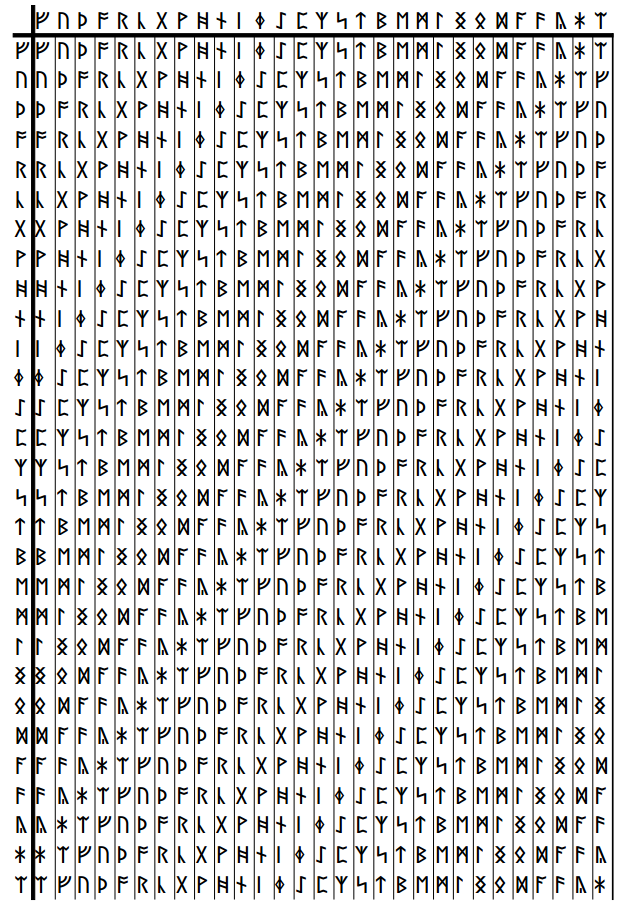 ᚠ ᚢ ᚦ ᚩ ᚱ ᚳ ᚷ ᚹ ᚻ ᚾ ᛁ ᛄ ᛇ ᛈ ᛉ ᛋ ᛏ ᛒ ᛖ ᛗ ᛚ ᛝ ᛟ ᛞ ᚪ ᚫ ᚣ ᛡ ᛠ
ᚠ ᚠ ᚢ ᚦ ᚩ ᚱ ᚳ ᚷ ᚹ ᚻ ᚾ ᛁ ᛄ ᛇ ᛈ ᛉ ᛋ ᛏ ᛒ ᛖ ᛗ ᛚ ᛝ ᛟ ᛞ ᚪ ᚫ ᚣ ᛡ ᛠ
ᚢ ᚢ ᚦ ᚩ ᚱ ᚳ ᚷ ᚹ ᚻ ᚾ ᛁ ᛄ ᛇ ᛈ ᛉ ᛋ ᛏ ᛒ ᛖ ᛗ ᛚ ᛝ ᛟ ᛞ ᚪ ᚫ ᚣ ᛡ ᛠ ᚠ
ᚦ ᚦ ᚩ ᚱ ᚳ ᚷ ᚹ ᚻ ᚾ ᛁ ᛄ ᛇ ᛈ ᛉ ᛋ ᛏ ᛒ ᛖ ᛗ ᛚ ᛝ ᛟ ᛞ ᚪ ᚫ ᚣ ᛡ ᛠ ᚠ ᚢ
ᚩ ᚩ ᚱ ᚳ ᚷ ᚹ ᚻ ᚾ ᛁ ᛄ ᛇ ᛈ ᛉ ᛋ ᛏ ᛒ ᛖ ᛗ ᛚ ᛝ ᛟ ᛞ ᚪ ᚫ ᚣ ᛡ ᛠ ᚠ ᚢ ᚦ
ᚱ ᚱ ᚳ ᚷ ᚹ ᚻ ᚾ ᛁ ᛄ ᛇ ᛈ ᛉ ᛋ ᛏ ᛒ ᛖ ᛗ ᛚ ᛝ ᛟ ᛞ ᚪ ᚫ ᚣ ᛡ ᛠ ᚠ ᚢ ᚦ ᚩ
ᚳ ᚳ ᚷ ᚹ ᚻ ᚾ ᛁ ᛄ ᛇ ᛈ ᛉ ᛋ ᛏ ᛒ ᛖ ᛗ ᛚ ᛝ ᛟ ᛞ ᚪ ᚫ ᚣ ᛡ ᛠ ᚠ ᚢ ᚦ ᚩ ᚱ
ᚷ ᚷ ᚹ ᚻ ᚾ ᛁ ᛄ ᛇ ᛈ ᛉ ᛋ ᛏ ᛒ ᛖ ᛗ ᛚ ᛝ ᛟ ᛞ ᚪ ᚫ ᚣ ᛡ ᛠ ᚠ ᚢ ᚦ ᚩ ᚱ ᚳ
ᚹ ᚹ ᚻ ᚾ ᛁ ᛄ ᛇ ᛈ ᛉ ᛋ ᛏ ᛒ ᛖ ᛗ ᛚ ᛝ ᛟ ᛞ ᚪ ᚫ ᚣ ᛡ ᛠ ᚠ ᚢ ᚦ ᚩ ᚱ ᚳ ᚷ
ᚻ ᚻ ᚾ ᛁ ᛄ ᛇ ᛈ ᛉ ᛋ ᛏ ᛒ ᛖ ᛗ ᛚ ᛝ ᛟ ᛞ ᚪ ᚫ ᚣ ᛡ ᛠ ᚠ ᚢ ᚦ ᚩ ᚱ ᚳ ᚷ ᚹ
ᚾ ᚾ ᛁ ᛄ ᛇ ᛈ ᛉ ᛋ ᛏ ᛒ ᛖ ᛗ ᛚ ᛝ ᛟ ᛞ ᚪ ᚫ ᚣ ᛡ ᛠ ᚠ ᚢ ᚦ ᚩ ᚱ ᚳ ᚷ ᚹ ᚻ
ᛁ ᛁ ᛄ ᛇ ᛈ ᛉ ᛋ ᛏ ᛒ ᛖ ᛗ ᛚ ᛝ ᛟ ᛞ ᚪ ᚫ ᚣ ᛡ ᛠ ᚠ ᚢ ᚦ ᚩ ᚱ ᚳ ᚷ ᚹ ᚻ ᚾ
ᛄ ᛄ ᛇ ᛈ ᛉ ᛋ ᛏ ᛒ ᛖ ᛗ ᛚ ᛝ ᛟ ᛞ ᚪ ᚫ ᚣ ᛡ ᛠ ᚠ ᚢ ᚦ ᚩ ᚱ ᚳ ᚷ ᚹ ᚻ ᚾ ᛁ
ᛇ ᛇ ᛈ ᛉ ᛋ ᛏ ᛒ ᛖ ᛗ ᛚ ᛝ ᛟ ᛞ ᚪ ᚫ ᚣ ᛡ ᛠ ᚠ ᚢ ᚦ ᚩ ᚱ ᚳ ᚷ ᚹ ᚻ ᚾ ᛁ ᛄ
ᛈ ᛈ ᛉ ᛋ ᛏ ᛒ ᛖ ᛗ ᛚ ᛝ ᛟ ᛞ ᚪ ᚫ ᚣ ᛡ ᛠ ᚠ ᚢ ᚦ ᚩ ᚱ ᚳ ᚷ ᚹ ᚻ ᚾ ᛁ ᛄ ᛇ
ᛉ ᛉ ᛋ ᛏ ᛒ ᛖ ᛗ ᛚ ᛝ ᛟ ᛞ ᚪ ᚫ ᚣ ᛡ ᛠ ᚠ ᚢ ᚦ ᚩ ᚱ ᚳ ᚷ ᚹ ᚻ ᚾ ᛁ ᛄ ᛇ ᛈ
ᛋ ᛋ ᛏ ᛒ ᛖ ᛗ ᛚ ᛝ ᛟ ᛞ ᚪ ᚫ ᚣ ᛡ ᛠ ᚠ ᚢ ᚦ ᚩ ᚱ ᚳ ᚷ ᚹ ᚻ ᚾ ᛁ ᛄ ᛇ ᛈ ᛉ
ᛏ ᛏ ᛒ ᛖ ᛗ ᛚ ᛝ ᛟ ᛞ ᚪ ᚫ ᚣ ᛡ ᛠ ᚠ ᚢ ᚦ ᚩ ᚱ ᚳ ᚷ ᚹ ᚻ ᚾ ᛁ ᛄ ᛇ ᛈ ᛉ ᛋ
ᛒ ᛒ ᛖ ᛗ ᛚ ᛝ ᛟ ᛞ ᚪ ᚫ ᚣ ᛡ ᛠ ᚠ ᚢ ᚦ ᚩ ᚱ ᚳ ᚷ ᚹ ᚻ ᚾ ᛁ ᛄ ᛇ ᛈ ᛉ ᛋ ᛏ
ᛖ ᛖ ᛗ ᛚ ᛝ ᛟ ᛞ ᚪ ᚫ ᚣ ᛡ ᛠ ᚠ ᚢ ᚦ ᚩ ᚱ ᚳ ᚷ ᚹ ᚻ ᚾ ᛁ ᛄ ᛇ ᛈ ᛉ ᛋ ᛏ ᛒ
ᛗ ᛗ ᛚ ᛝ ᛟ ᛞ ᚪ ᚫ ᚣ ᛡ ᛠ ᚠ ᚢ ᚦ ᚩ ᚱ ᚳ ᚷ ᚹ ᚻ ᚾ ᛁ ᛄ ᛇ ᛈ ᛉ ᛋ ᛏ ᛒ ᛖ
ᛚ ᛚ ᛝ ᛟ ᛞ ᚪ ᚫ ᚣ ᛡ ᛠ ᚠ ᚢ ᚦ ᚩ ᚱ ᚳ ᚷ ᚹ ᚻ ᚾ ᛁ ᛄ ᛇ ᛈ ᛉ ᛋ ᛏ ᛒ ᛖ ᛗ
ᛝ ᛝ ᛟ ᛞ ᚪ ᚫ ᚣ ᛡ ᛠ ᚠ ᚢ ᚦ ᚩ ᚱ ᚳ ᚷ ᚹ ᚻ ᚾ ᛁ ᛄ ᛇ ᛈ ᛉ ᛋ ᛏ ᛒ ᛖ ᛗ ᛚ
ᛟ ᛟ ᛞ ᚪ ᚫ ᚣ ᛡ ᛠ ᚠ ᚢ ᚦ ᚩ ᚱ ᚳ ᚷ ᚹ ᚻ ᚾ ᛁ ᛄ ᛇ ᛈ ᛉ ᛋ ᛏ ᛒ ᛖ ᛗ ᛚ ᛝ
ᛞ ᛞ ᚪ ᚫ ᚣ ᛡ ᛠ ᚠ ᚢ ᚦ ᚩ ᚱ ᚳ ᚷ ᚹ ᚻ ᚾ ᛁ ᛄ ᛇ ᛈ ᛉ ᛋ ᛏ ᛒ ᛖ ᛗ ᛚ ᛝ ᛟ
ᚪ ᚪ ᚫ ᚣ ᛡ ᛠ ᚠ ᚢ ᚦ ᚩ ᚱ ᚳ ᚷ ᚹ ᚻ ᚾ ᛁ ᛄ ᛇ ᛈ ᛉ ᛋ ᛏ ᛒ ᛖ ᛗ ᛚ ᛝ ᛟ ᛞ
ᚫ ᚫ ᚣ ᛡ ᛠ ᚠ ᚢ ᚦ ᚩ ᚱ ᚳ ᚷ ᚹ ᚻ ᚾ ᛁ ᛄ ᛇ ᛈ ᛉ ᛋ ᛏ ᛒ ᛖ ᛗ ᛚ ᛝ ᛟ ᛞ ᚪ
ᚣ ᚣ ᛡ ᛠ ᚠ ᚢ ᚦ ᚩ ᚱ ᚳ ᚷ ᚹ ᚻ ᚾ ᛁ ᛄ ᛇ ᛈ ᛉ ᛋ ᛏ ᛒ ᛖ ᛗ ᛚ ᛝ ᛟ ᛞ ᚪ ᚫ
ᛡ ᛡ ᛠ ᚠ ᚢ ᚦ ᚩ ᚱ ᚳ ᚷ ᚹ ᚻ ᚾ ᛁ ᛄ ᛇ ᛈ ᛉ ᛋ ᛏ ᛒ ᛖ ᛗ ᛚ ᛝ ᛟ ᛞ ᚪ ᚫ ᚣ
ᛠ ᛠ ᚠ ᚢ ᚦ ᚩ ᚱ ᚳ ᚷ ᚹ ᚻ ᚾ ᛁ ᛄ ᛇ ᛈ ᛉ ᛋ ᛏ ᛒ ᛖ ᛗ ᛚ ᛝ ᛟ ᛞ ᚪ ᚫ ᚣ ᛡ